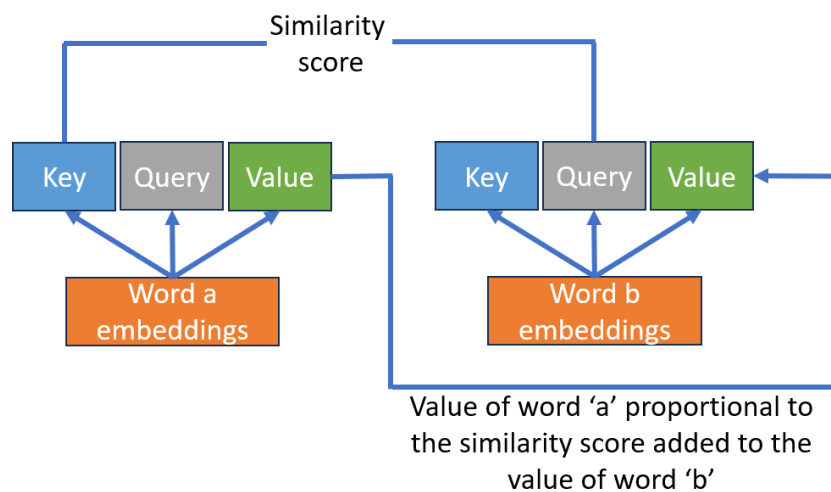 Similarity
score
Key
Query
Value
Key
Query
Value
Word a
embeddings
Word b
embeddings
Value of word ‘a’ proportional to
the similarity score added to the
value of word ‘b’